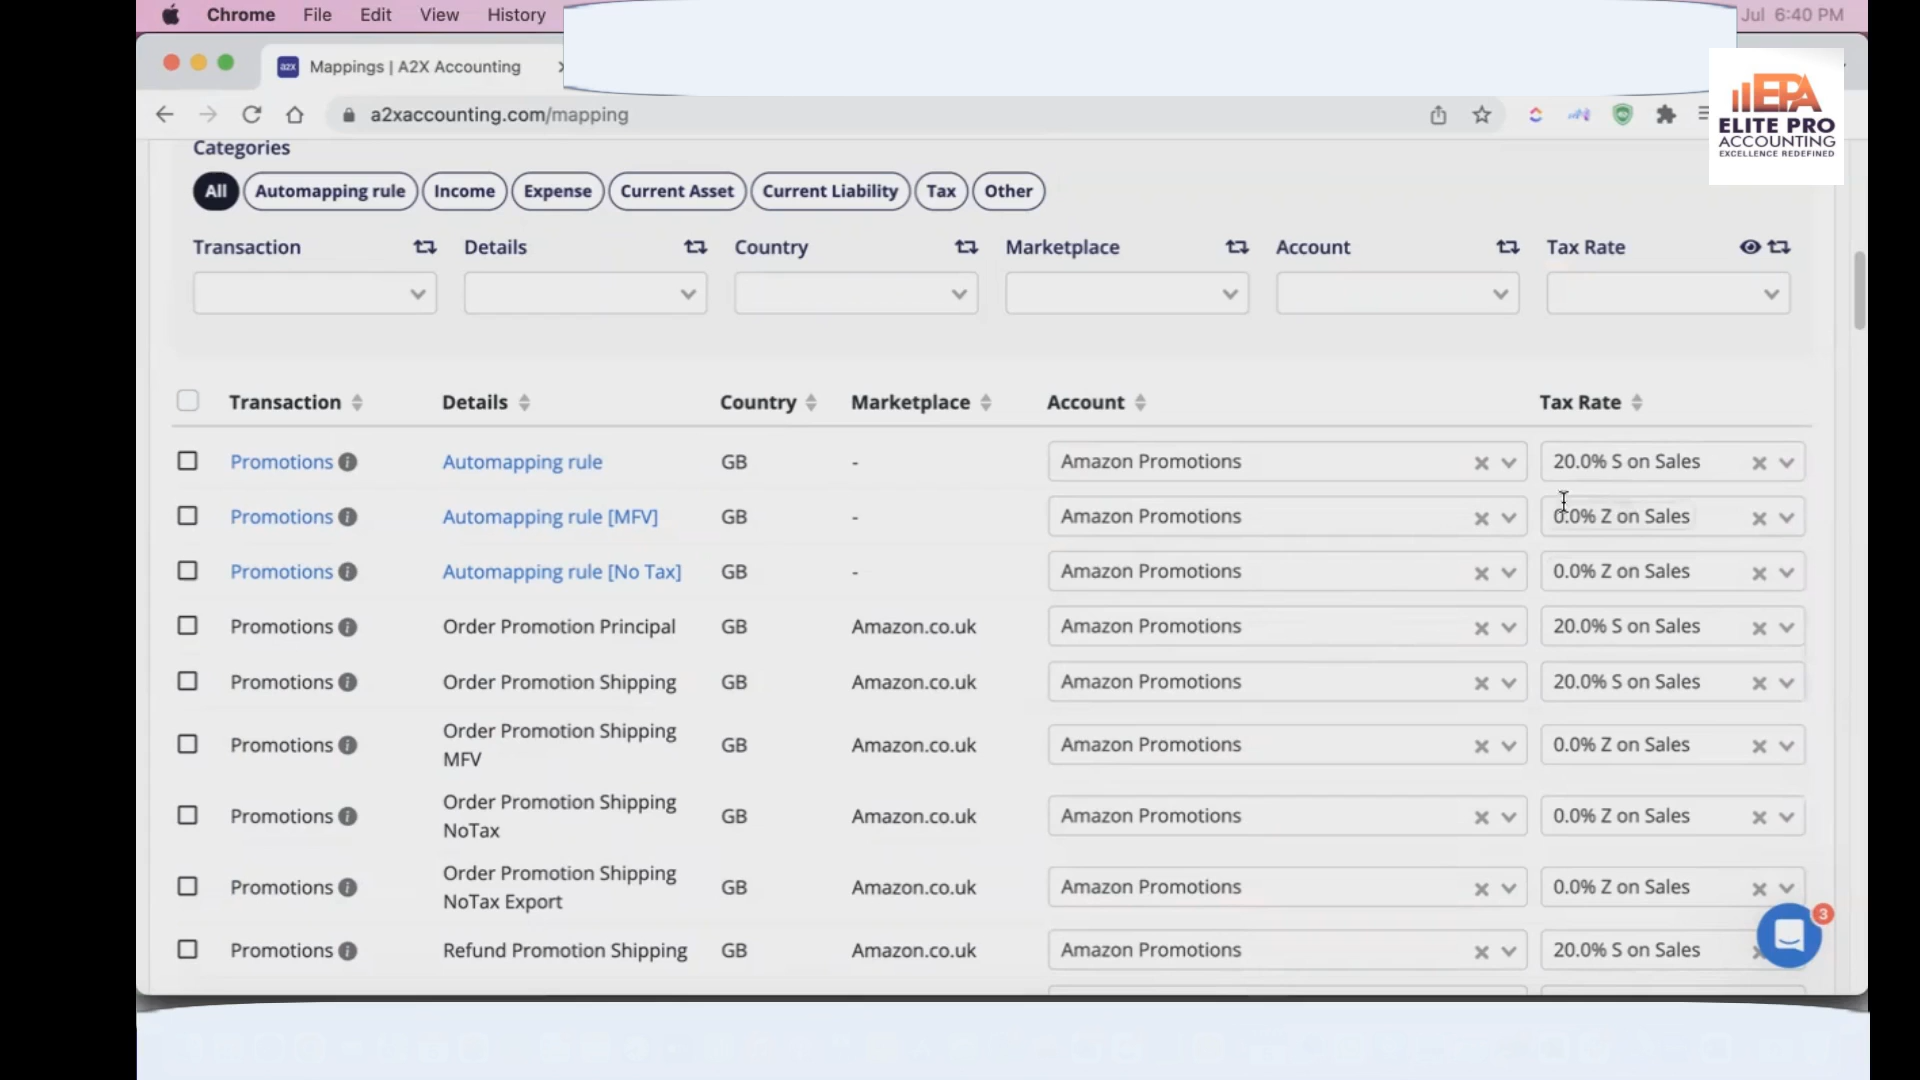 Chrome File Edit View History Jul 6:40 PM
a2x Mappings | A2X Accounting
a2xaccounting.com/mapping
EPA
ELITE PRO
ACCOUNTING
EXCELLENCE REDEFINED
Categories
All Automapping rule Income Expense Current Asset Current Liability Tax Other
Transaction Details Country Marketplace Account Tax Rate
Transaction Details Country Marketplace Account Tax Rate
Promotions i Automapping rule GB - Amazon Promotions 20.0% S on Sales
Promotions i Automapping rule [MFV] GB - Amazon Promotions 0.0% Z on Sales
Promotions i Automapping rule [No Tax] GB - Amazon Promotions 0.0% Z on Sales
Promotions i Order Promotion Principal GB Amazon.co.uk Amazon Promotions 20.0% S on Sales
Promotions i Order Promotion Shipping GB Amazon.co.uk Amazon Promotions 20.0% S on Sales
Promotions i Order Promotion Shipping MFV GB Amazon.co.uk Amazon Promotions 0.0% Z on Sales
Promotions i Order Promotion Shipping NoTax GB Amazon.co.uk Amazon Promotions 0.0% Z on Sales
Promotions i Order Promotion Shipping NoTax Export GB Amazon.co.uk Amazon Promotions 0.0% Z on Sales
3
Promotions i Refund Promotion Shipping GB Amazon.co.uk Amazon Promotions 20.0% S on Sales